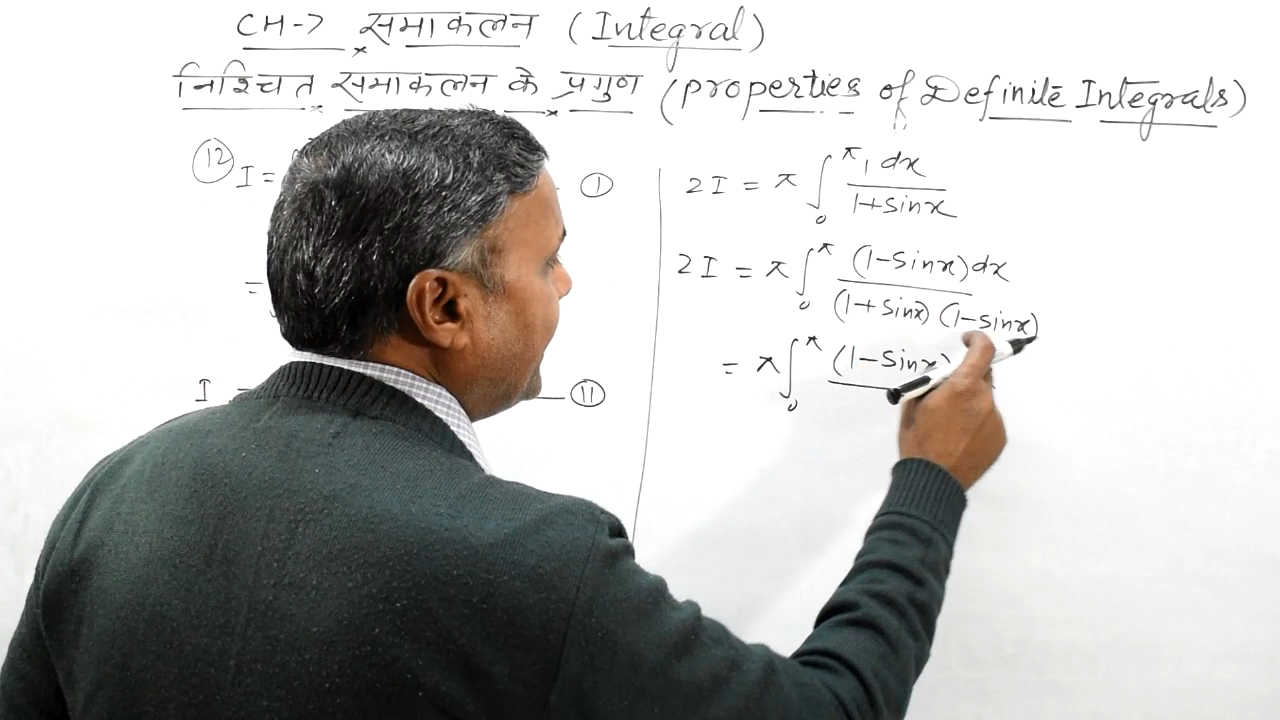 CH-7 समाकलन (Integral)
निश्चित समाकलन के प्रगुण (properties of Definite Integrals)
(12) I =
(1)
=
I =
(11)
2I = π ∫₀^π 1 dx / 1+sinx
2I = π ∫₀^π (1-sinx)dx / (1+sinx)(1-sinx)
= π ∫₀^π (1-sinx)